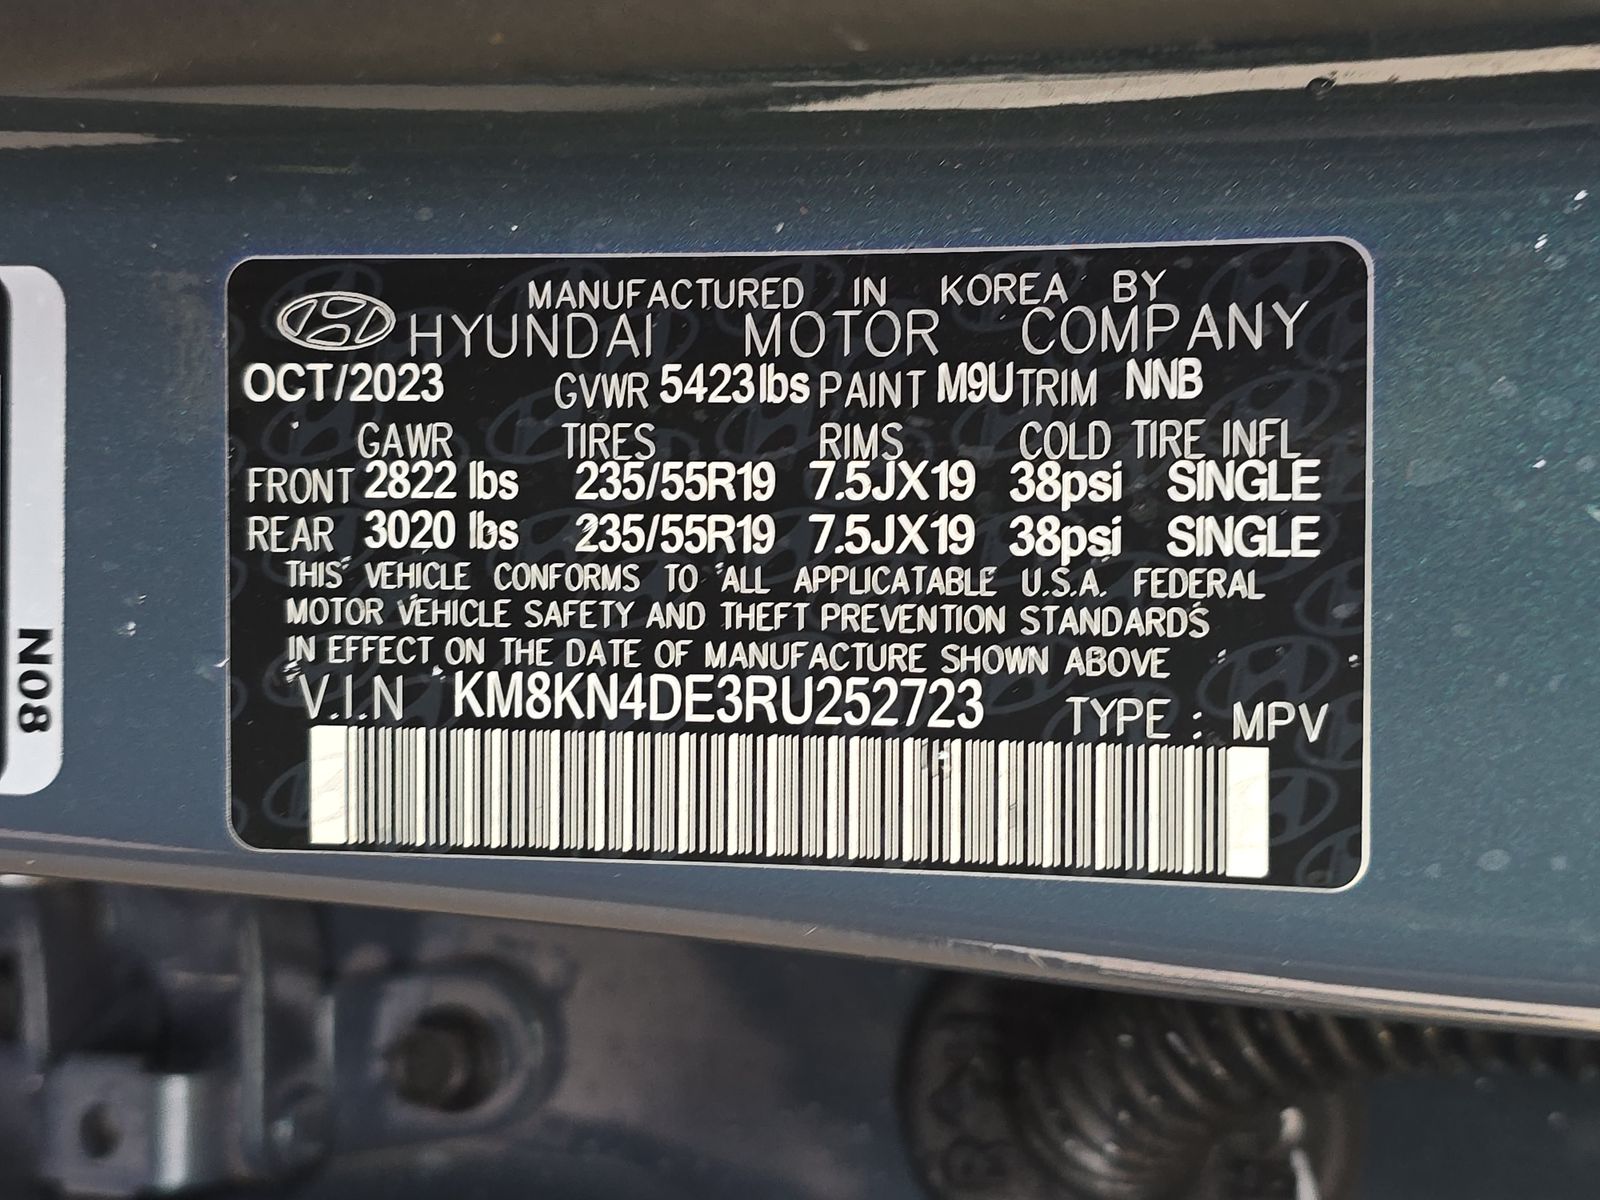 MANUFACTURED IN KOREA BY
HYUNDAI MOTOR COMPANY
OCT/2023 GVWR 5423lbs PAINT M9U TRIM NNB
GAWR TIRES RIMS COLD TIRE INFL
FRONT 2822 lbs 235/55R19 7.5JX19 38psi SINGLE
REAR 3020 lbs 235/55R19 7.5JX19 38psi SINGLE
THIS VEHICLE CONFORMS TO ALL APPLICATABLE U.S.A. FEDERAL
MOTOR VEHICLE SAFETY AND THEFT PREVENTION STANDARDS
IN EFFECT ON THE DATE OF MANUFACTURE SHOWN ABOVE
V.I.N KM8KN4DE3RU252723 TYPE : MPV
N08